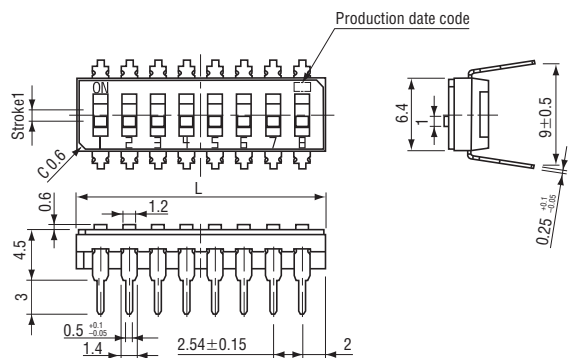 Production date code
ON
1 2 3 4 5 6 7 8
Stroke1
C 0.6
6.4
1
9±0.5
0.25 +0.1 -0.05
L
0.6
1.2
4.5
3
0.5 +0.1 -0.05
1.4
2.54±0.15
2